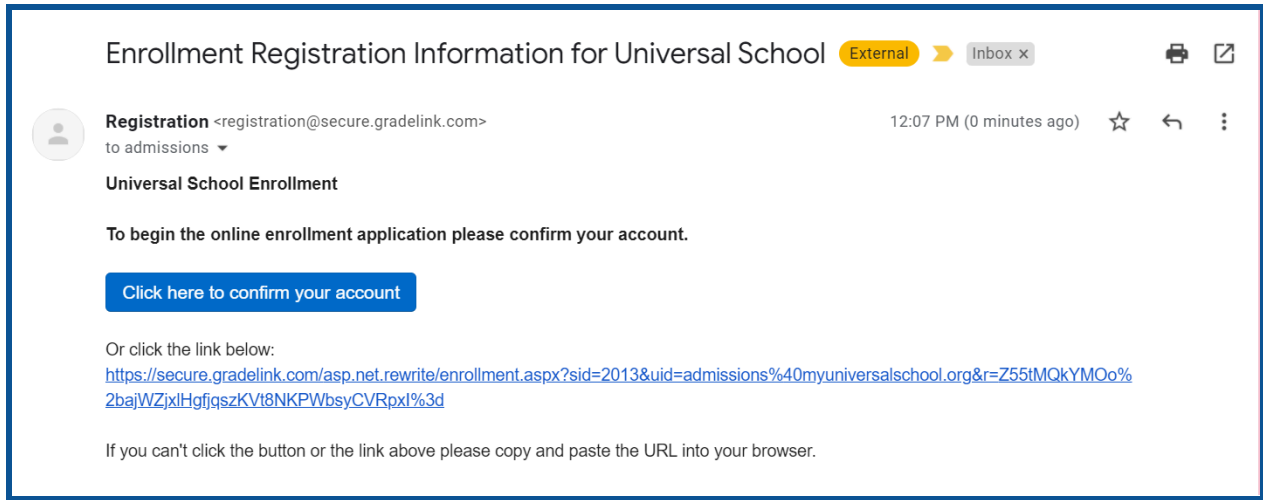 Enrollment Registration Information for Universal School External Inbox x
Registration <registration@secure.gradelink.com> 12:07 PM (0 minutes ago)
to admissions
Universal School Enrollment
To begin the online enrollment application please confirm your account.
Click here to confirm your account
Or click the link below:
https://secure.gradelink.com/asp.net.rewrite/enrollment.aspx?sid=2013&uid=admissions%40myuniversalschool.org&r=Z55tMQkYMOo%
2bajWZjxlHgfjqszKVt8NKPWbsyCVRpxI%3d
If you can't click the button or the link above please copy and paste the URL into your browser.